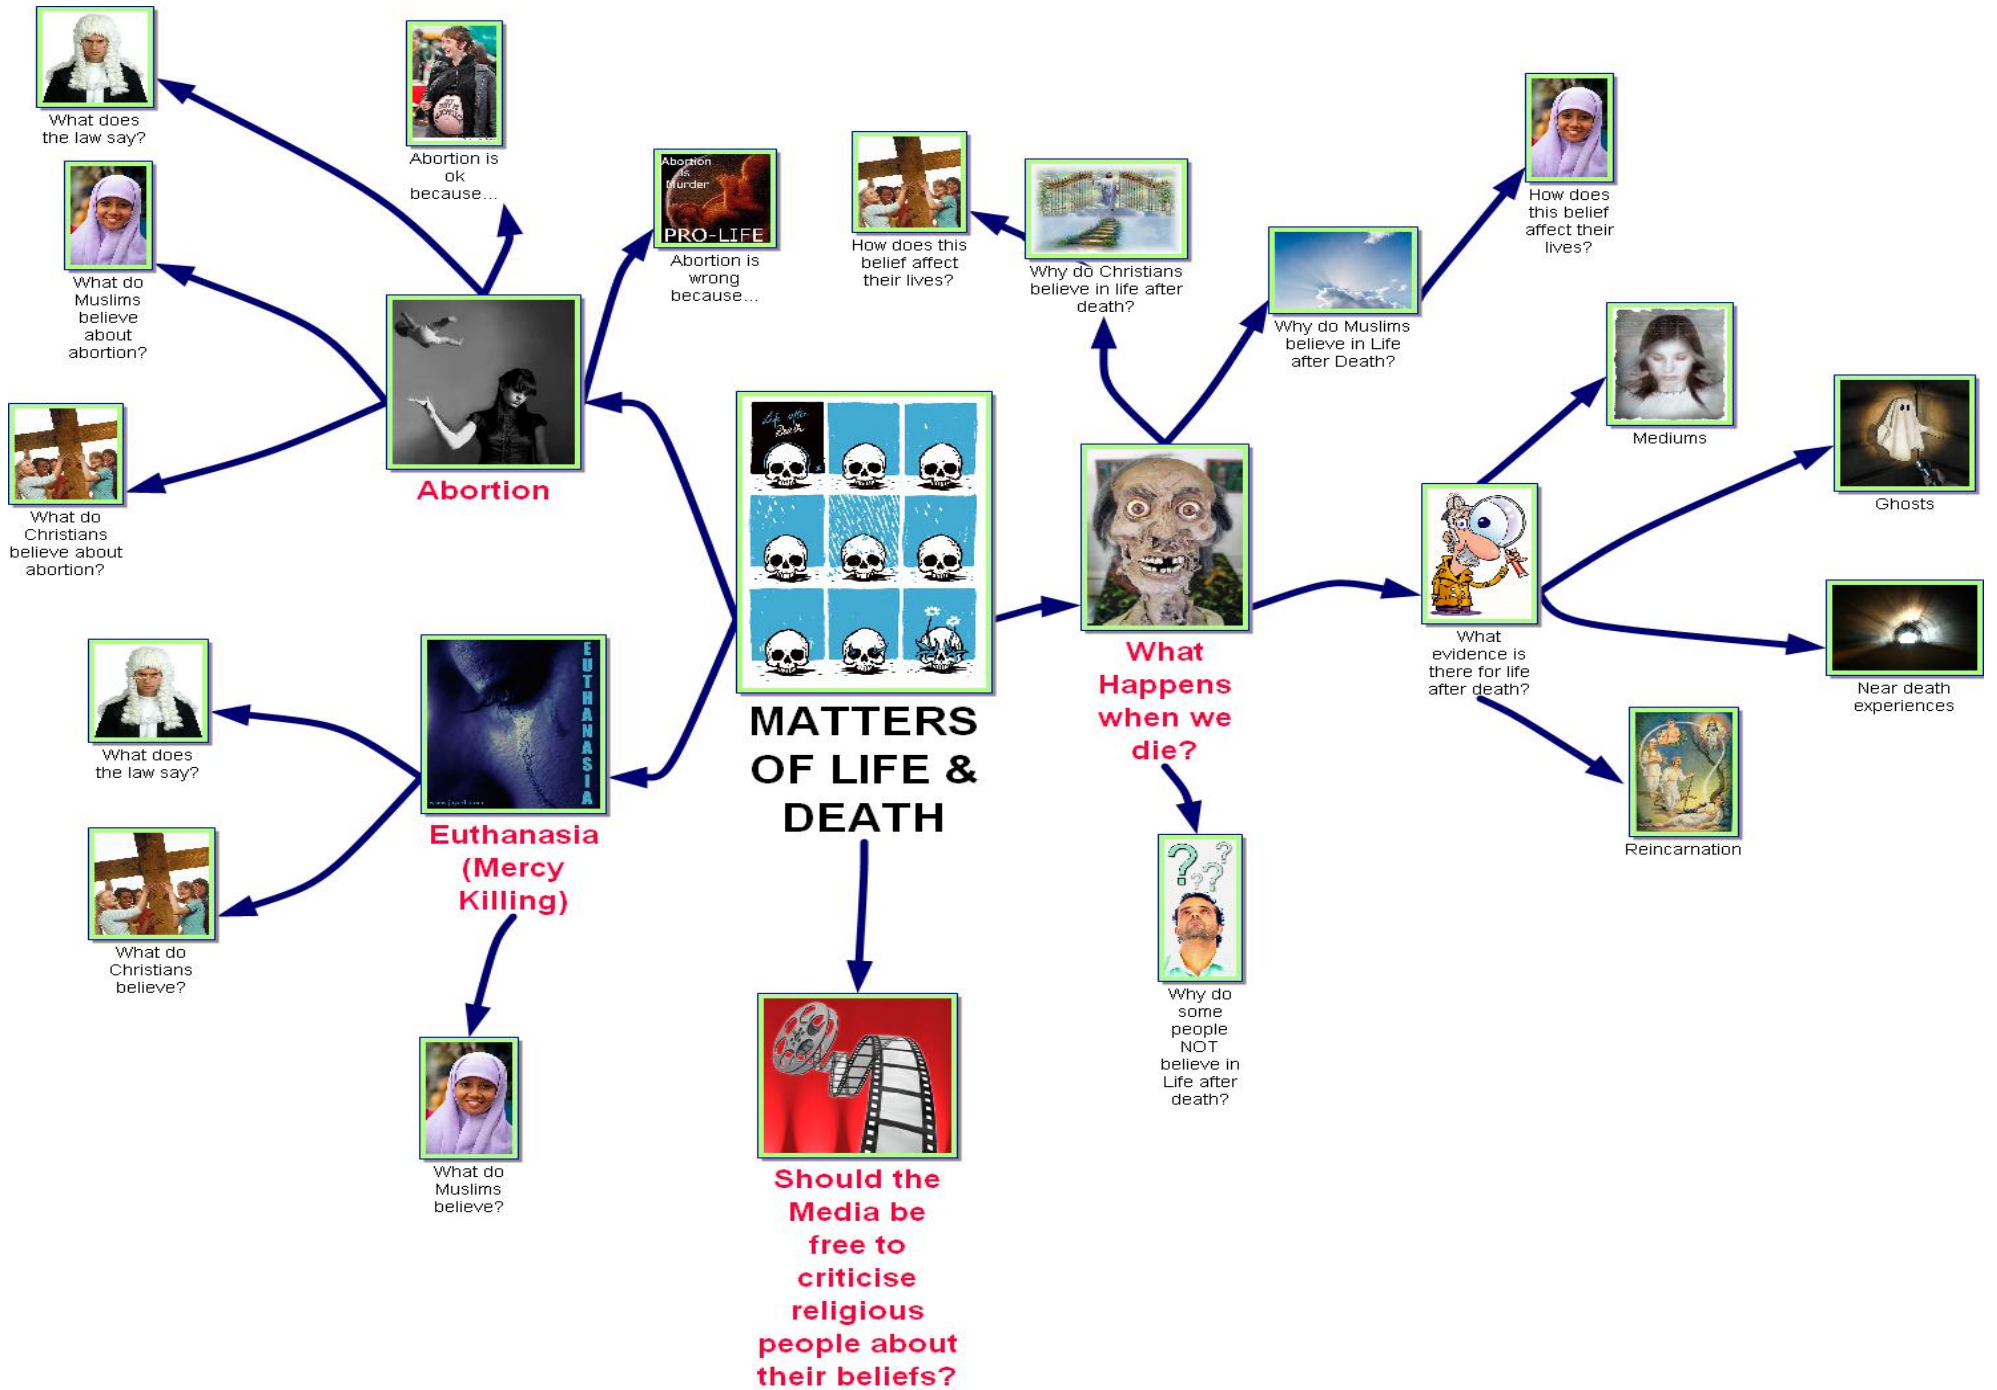 What does
the law say?
Abortion is
ok
because...
What do
Muslims
believe
about
abortion?
Abortion
is
Murder
PRO-LIFE
Abortion is
wrong
because...
What do
Christians
believe about
abortion?
Abortion
What does
the law say?
What do
Christians
believe?
EUTHANASIA
Euthanasia
(Mercy
Killing)
What do
Muslims
believe?
Life after
Death
MATTERS
OF LIFE &
DEATH
Should the
Media be
free to
criticise
religious
people about
their beliefs?
How does this
belief affect
their lives?
Why do Christians
believe in life after
death?
Why do Muslims
believe in Life
after Death?
How does
this belief
affect their
lives?
What
Happens
when we
die?
Why do
some
people
NOT
believe in
Life after
death?
What
evidence is
there for life
after death?
Mediums
Ghosts
Near death
experiences
Reincarnation